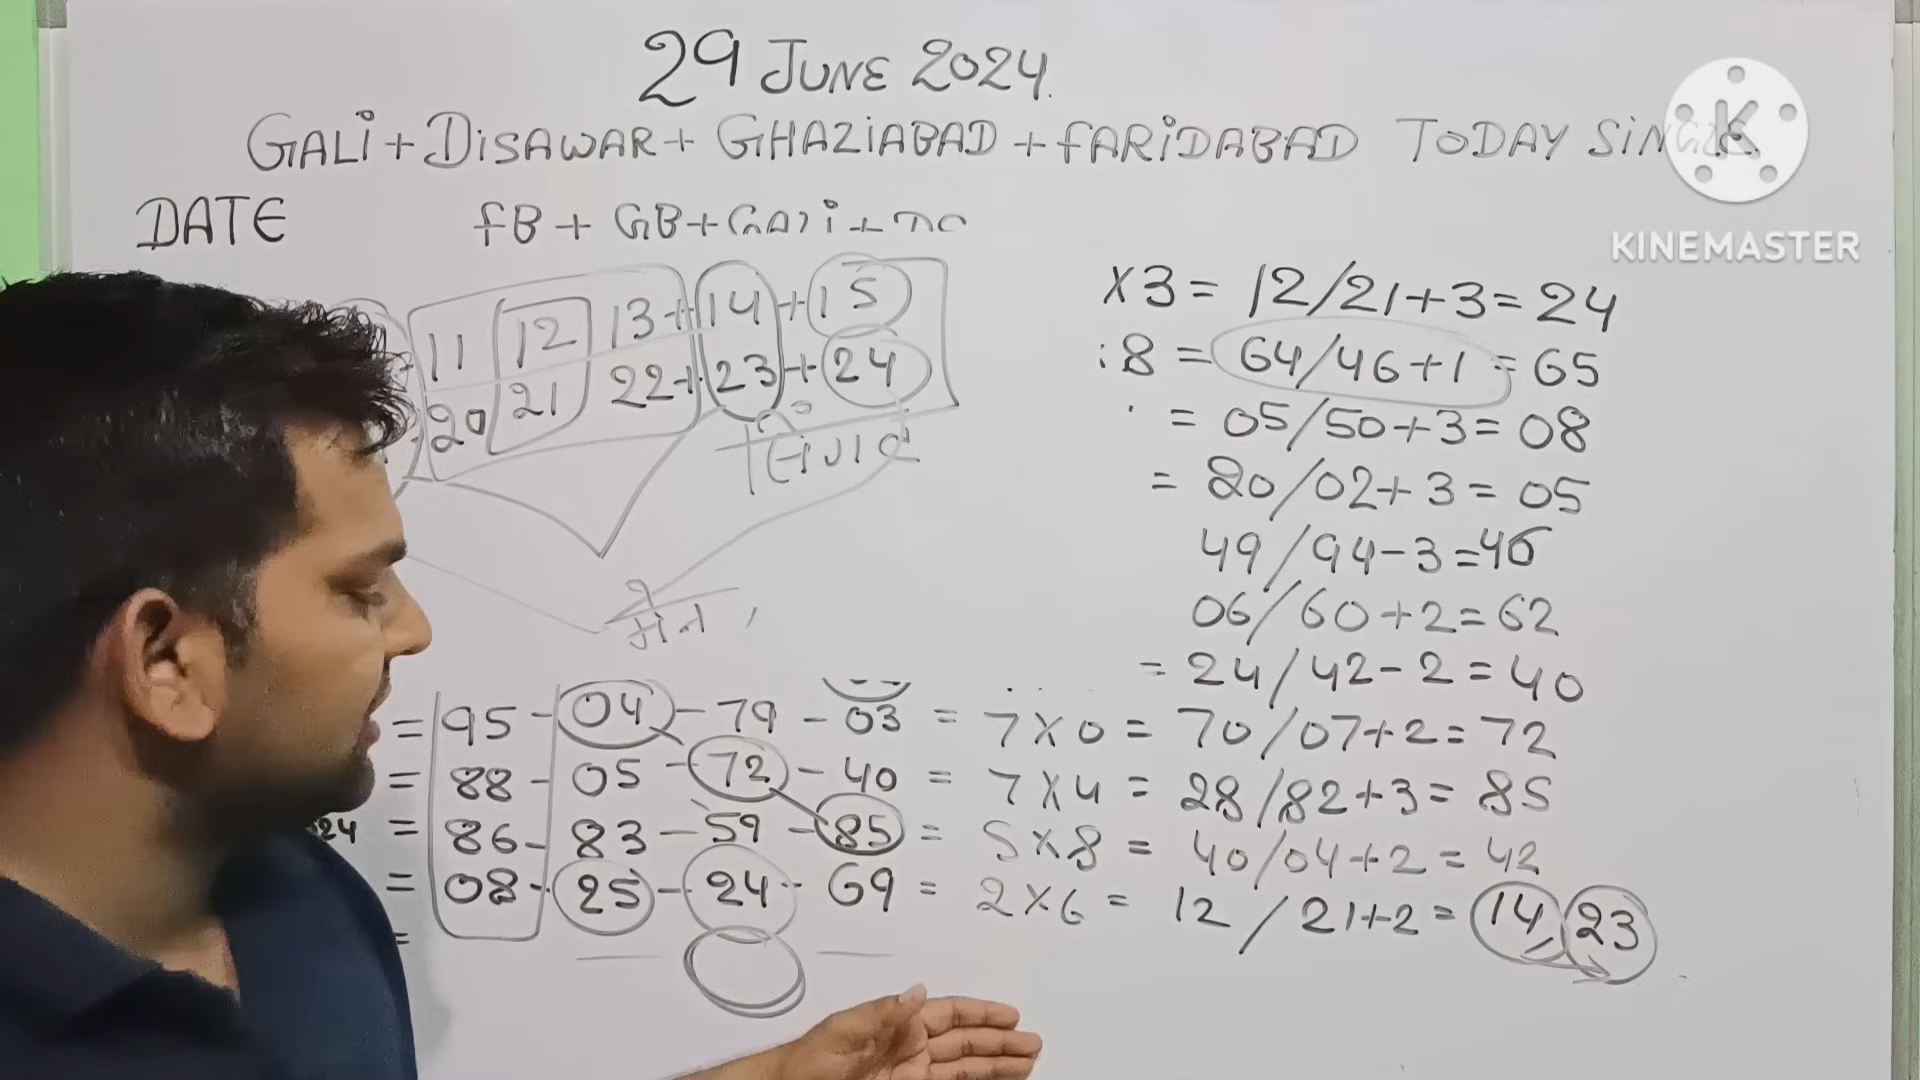 29 JUNE 2024.
GALi+DiSAWAR+ GHAZiABAD +fARiDABAD TODAY SiNGLE
K
KINEMASTER
DATE fB + GB+GALi+
11 12 13+14+15
20 21 22+23+24
X3 = 12/21+3=24
:8 = 64/46+1=65
= 05/50+3=08
= 20/02+3=05
49/94-3=46
06/60+2=62
= 24/42-2=40
= 95-04-79-03 = 7X0 = 70/07+2=72
= 88-05-72-40 = 7X4 = 28/82+3=85
24 = 86-83-59-85 = 5X8 = 40/04+2=42
= 08-25-24-69 = 2X6 = 12/21+2=14,23
=